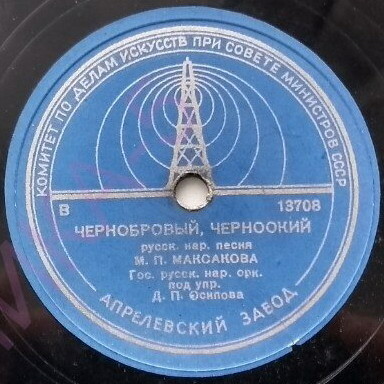 КОМИТЕТ ПО ДЕЛАМ ИСКУССТВ ПРИ СОВЕТЕ МИНИСТРОВ СССР
В 13708
ЧЕРНОБРОВЫЙ, ЧЕРНООКИЙ
русск. нар. песня
М. П. МАКСАКОВА
Гос. русск. нар. орк.
под упр.
Д. П. Осипова
АПРЕЛЕВСКИЙ ЗАВОД